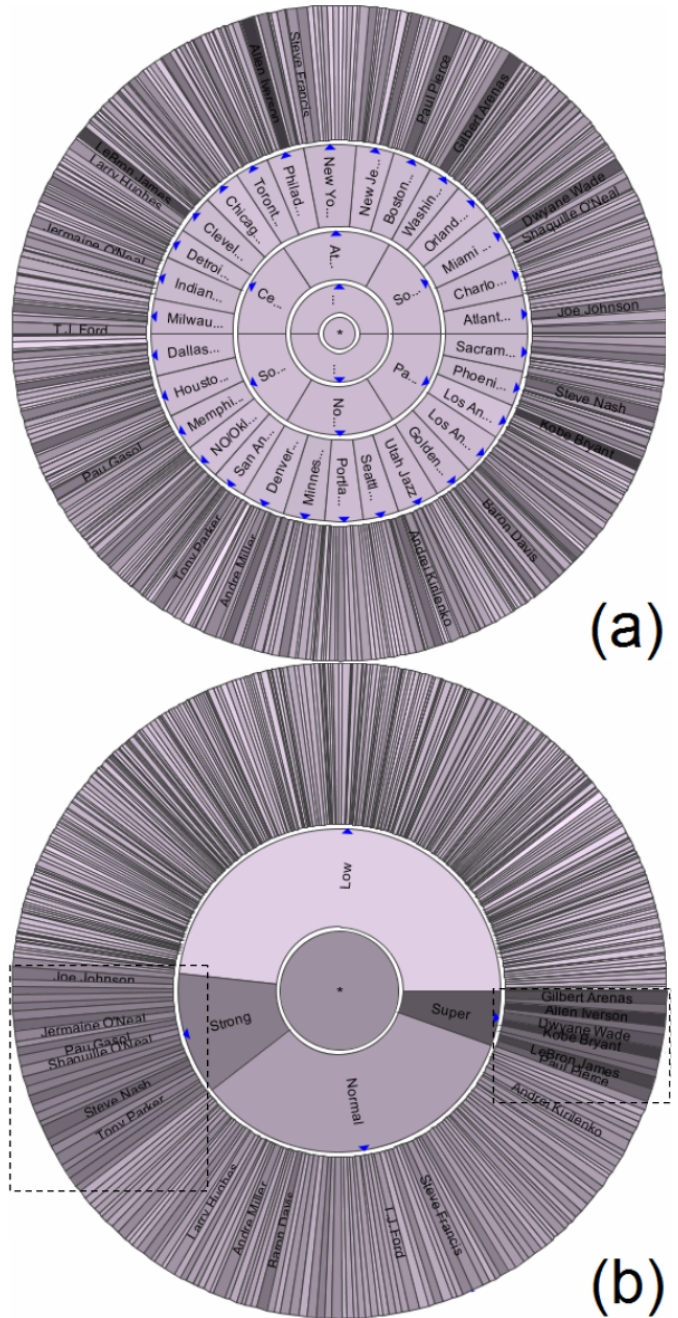 Allen Iverson
Steve Francis
Paul Pierce
Gilbert Arenas
Dwyane Wade
Shaquille O'Neal
Joe Johnson
Steve Nash
Kobe Bryant
Baron Davis
Andrei Kirilenko
Andre Miller
Tony Parker
Pau Gasol
T.J. Ford
Jermaine O'Neal
Larry Hughes
LeBron James
New Yo...
New Je...
Boston...
Washin...
Orland...
Miami ...
Charlo...
Atlant...
Sacram...
Phoeni...
Los An...
Los An...
Golden...
Utah Jazz
Seattl...
Portla...
Minnes...
Denver...
San An...
NO/Okl...
Memphi...
Housto...
Dallas...
Milwau...
Indian...
Detroi...
Clevel...
Chicag...
Toront...
Philad...
At...
So...
Pa...
No...
So...
Ce...
...
*
...
(a)
Low
*
Super
Strong
Normal
Joe Johnson
Jermaine O'Neal
Pau Gasol
Shaquille O'Neal
Steve Nash
Tony Parker
Gilbert Arenas
Allen Iverson
Dwyane Wade
Kobe Bryant
LeBron James
Paul Pierce
Andrei Kirilenko
Larry Hughes
Andre Miller
Baron Davis
T.J. Ford
Steve Francis
(b)